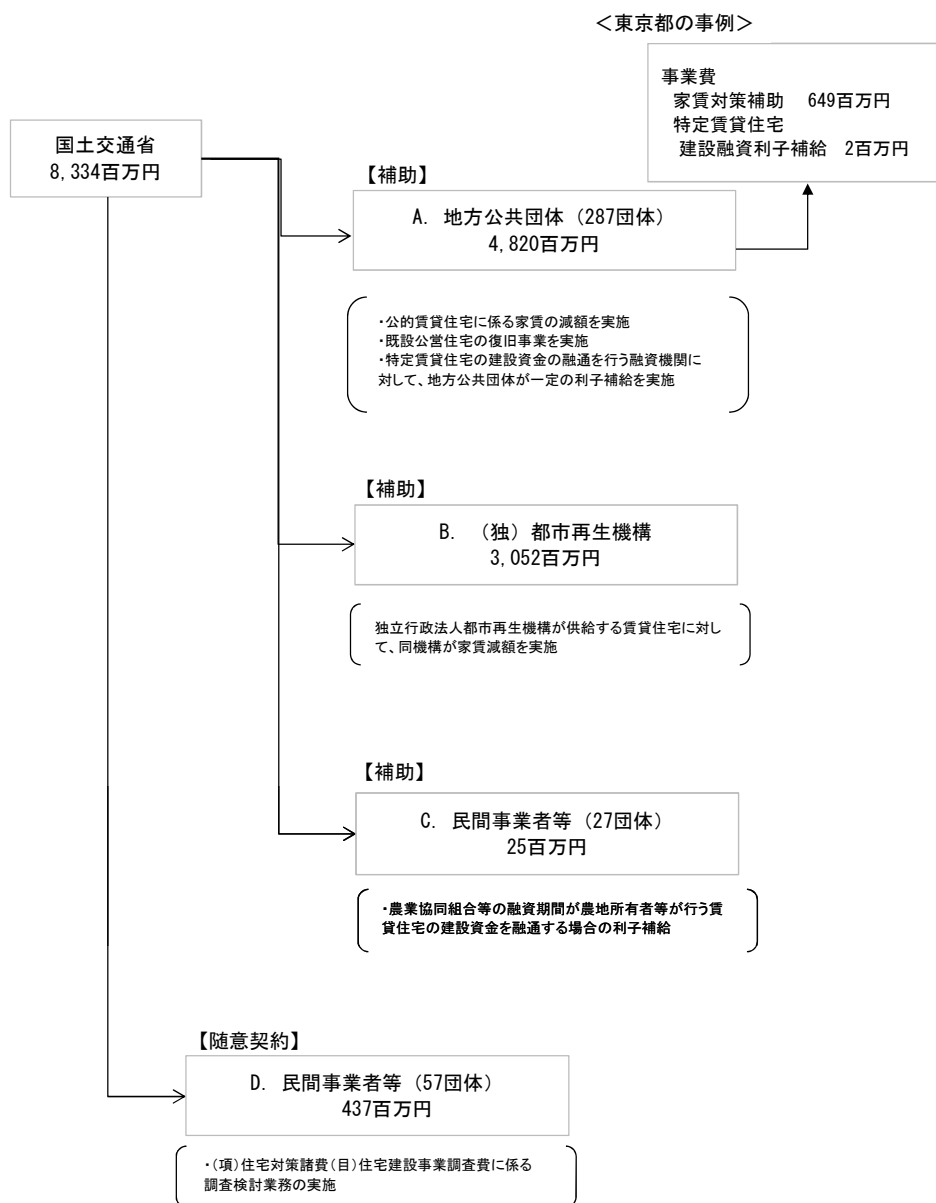 ＜東京都の事例＞
事業費
家賃対策補助　649百万円
特定賃貸住宅
建設融資利子補給　2百万円
国土交通省
8,334百万円
【補助】
A. 地方公共団体（287団体）
4,820百万円
・公的賃貸住宅に係る家賃の減額を実施
・既設公営住宅の復旧事業を実施
・特定賃貸住宅の建設資金の融通を行う融資機関に
対して、地方公共団体が一定の利子補給を実施
【補助】
B. （独）都市再生機構
3,052百万円
独立行政法人都市再生機構が供給する賃貸住宅に対し
て、同機構が家賃減額を実施
【補助】
C. 民間事業者等（27団体）
25百万円
・農業協同組合等の融資期間が農地所有者等が行う賃
貸住宅の建設資金を融通する場合の利子補給
【随意契約】
D. 民間事業者等（57団体）
437百万円
・（項）住宅対策諸費（目）住宅建設事業調査費に係る
調査検討業務の実施